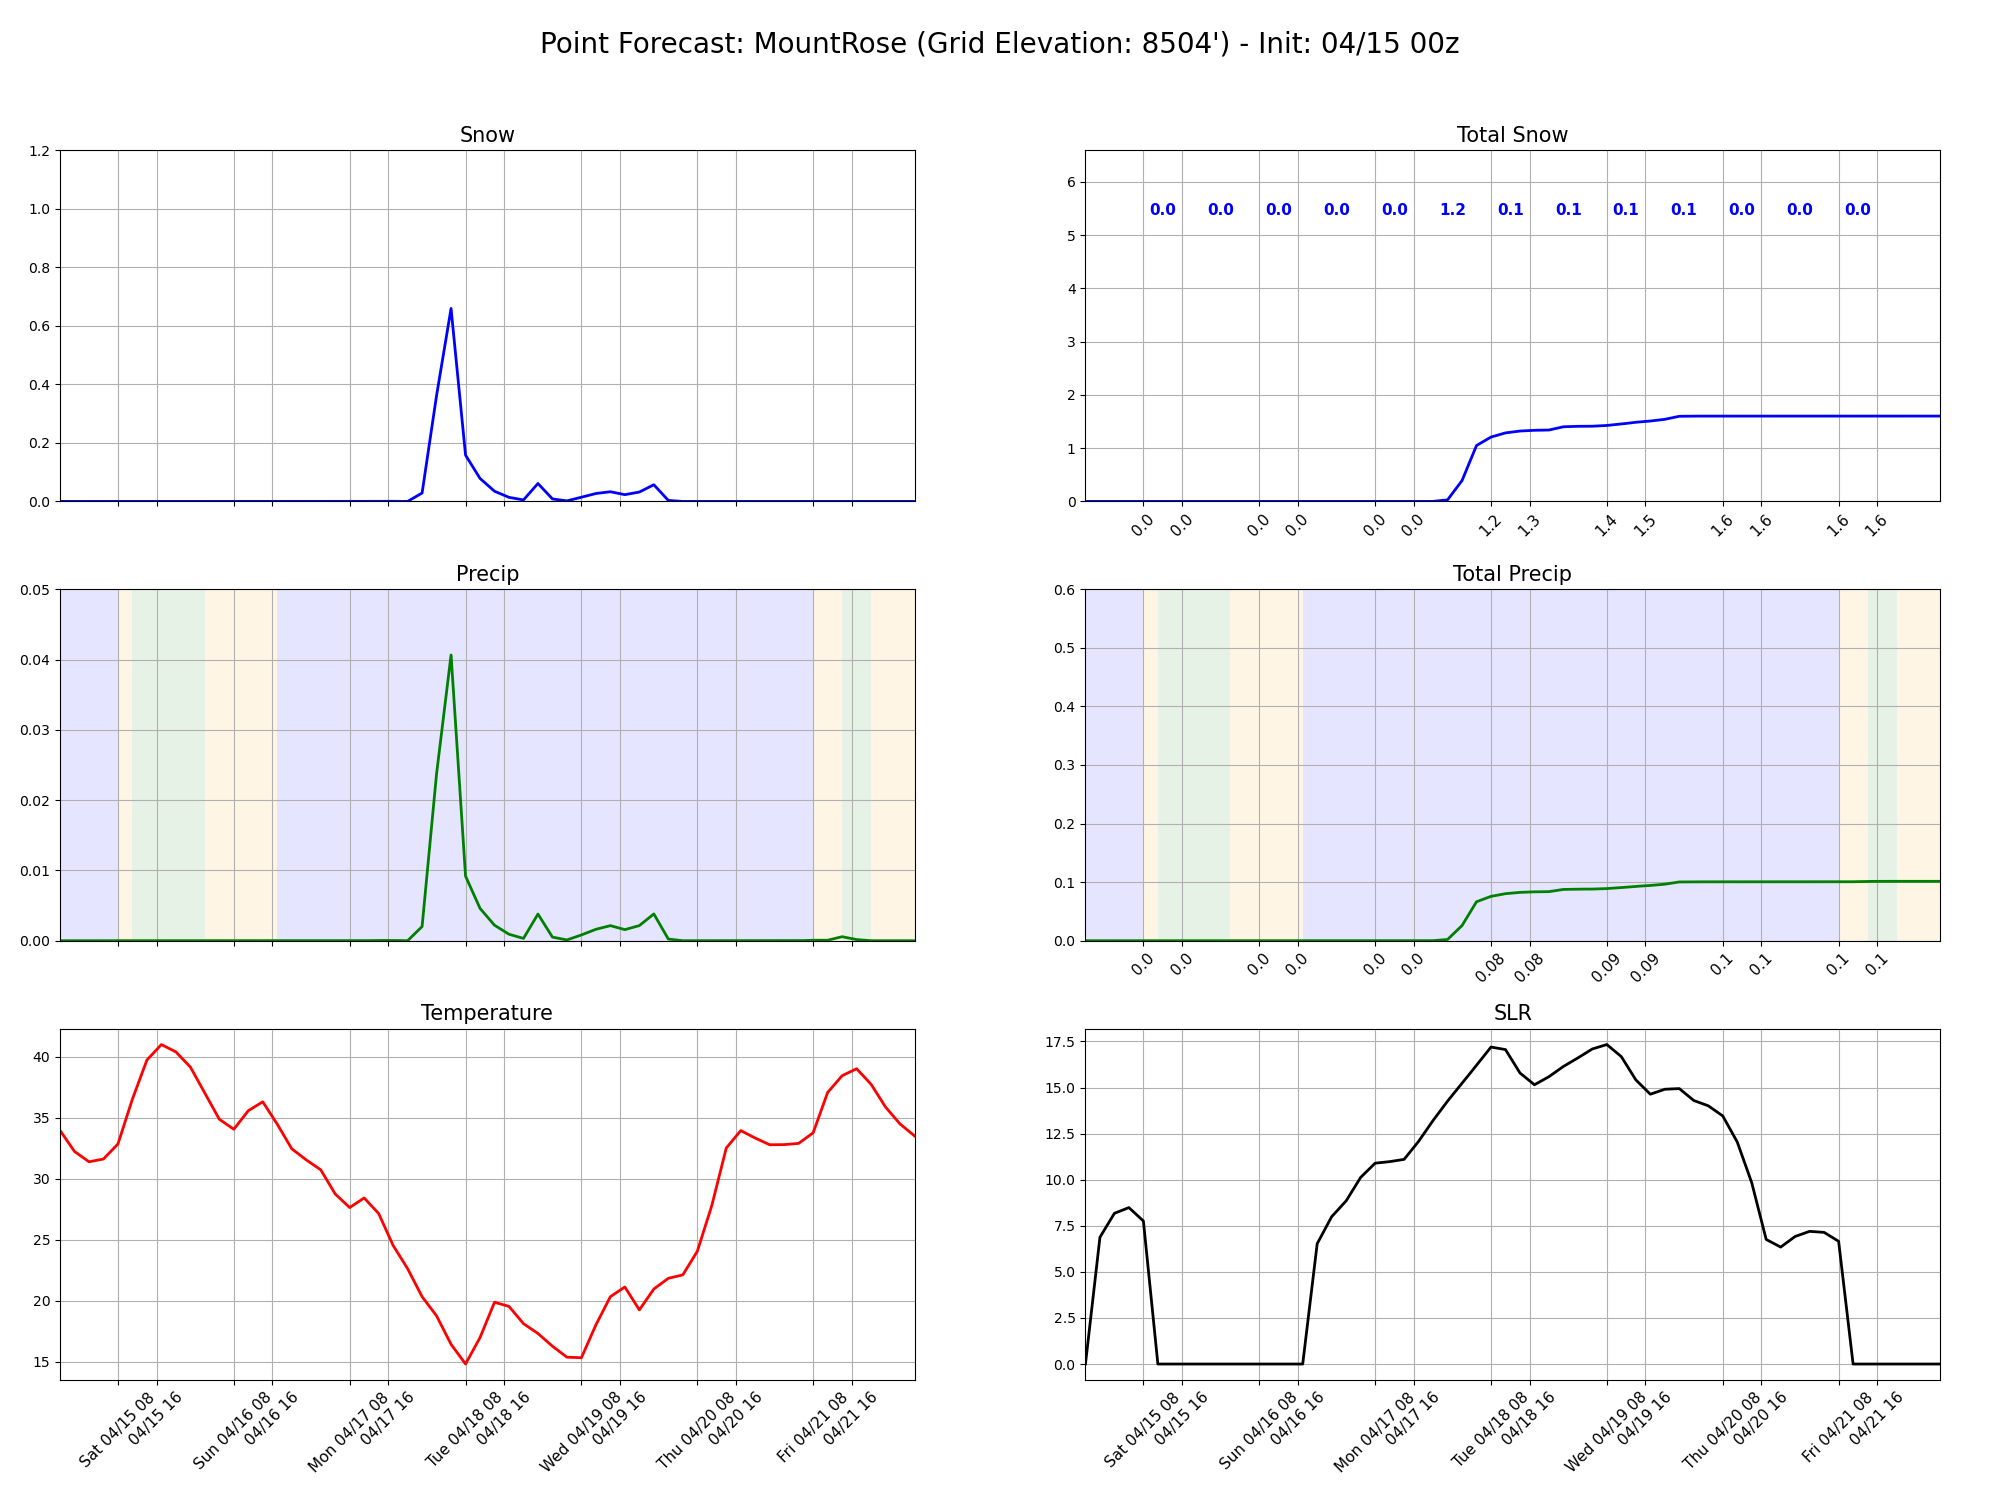 Point Forecast: MountRose (Grid Elevation: 8504') - Init: 04/15 00z
Snow
1.2
1.0
0.8
0.6
0.4
0.2
0.0
Total Snow
6
5
4
3
2
1
0
0.0 0.0 0.0 0.0 0.0 1.2 0.1 0.1 0.1 0.1 0.0 0.0 0.0
0.0 0.0 0.0 0.0 0.0 0.0 1.2 1.3 1.4 1.5 1.6 1.6 1.6 1.6
Precip
0.05
0.04
0.03
0.02
0.01
0.00
Total Precip
0.6
0.5
0.4
0.3
0.2
0.1
0.0
0.0 0.0 0.0 0.0 0.0 0.0 0.08 0.08 0.09 0.09 0.1 0.1 0.1 0.1
Temperature
40
35
30
25
20
15
Sat 04/15 08
04/15 16
Sun 04/16 08
04/16 16
Mon 04/17 08
04/17 16
Tue 04/18 08
04/18 16
Wed 04/19 08
04/19 16
Thu 04/20 08
04/20 16
Fri 04/21 08
04/21 16
SLR
17.5
15.0
12.5
10.0
7.5
5.0
2.5
0.0
Sat 04/15 08
04/15 16
Sun 04/16 08
04/16 16
Mon 04/17 08
04/17 16
Tue 04/18 08
04/18 16
Wed 04/19 08
04/19 16
Thu 04/20 08
04/20 16
Fri 04/21 08
04/21 16